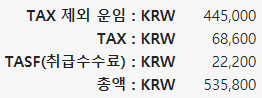 TAX 제외 운임 : KRW 445,000
TAX : KRW 68,600
TASF(취급수수료) : KRW 22,200
총액 : KRW 535,800